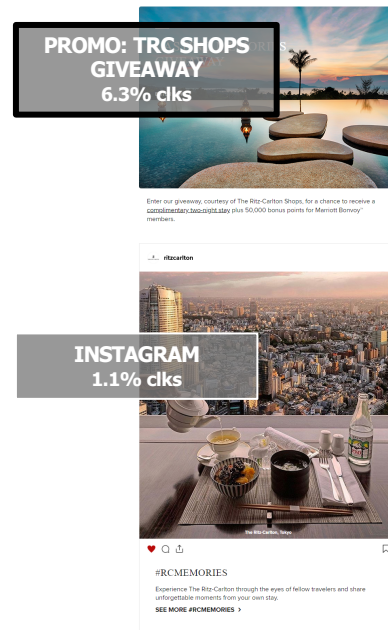 PROMO: TRC SHOPS
GIVEAWAY
6.3% clks
Enter our giveaway, courtesy of The Ritz-Carlton Shops, for a chance to receive a
complimentary two-night stay plus 50,000 bonus points for Marriott Bonvoy™
members.
ritzcarlton
INSTAGRAM
1.1% clks
The Ritz-Carlton, Tokyo
#RCMEMORIES
Experience The Ritz-Carlton through the eyes of fellow travelers and share
unforgettable moments from your own stay.
SEE MORE #RCMEMORIES >